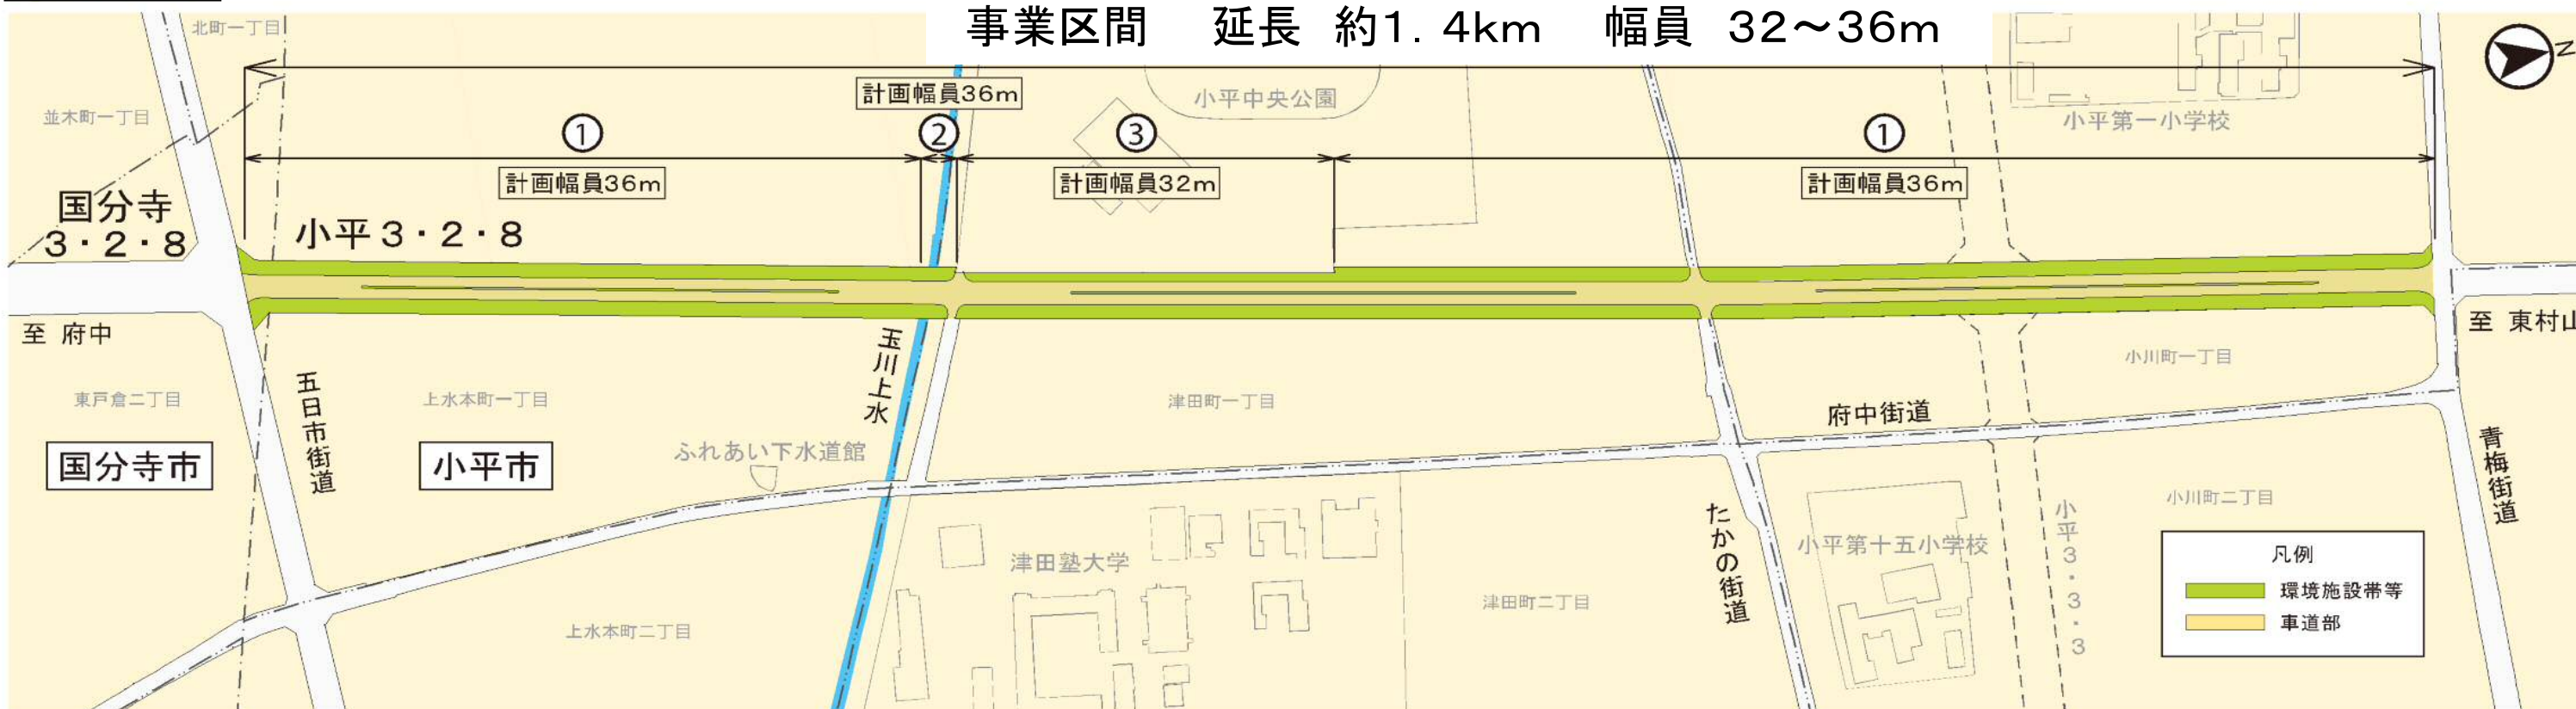 事業区間　延長　約1．4km　幅員　32～36m
北町一丁目
N
計画幅員36m
小平中央公園
並木町一丁目
①
②
③
①
小平第一小学校
計画幅員36m
計画幅員32m
計画幅員36m
国分寺
3・2・8
小平3・2・8
至 府中
至 東村山
玉川上水
小川町一丁目
東戸倉二丁目
五日市街道
上水本町一丁目
津田町一丁目
府中街道
国分寺市
小平市
ふれあい下水道館
青梅街道
小川町二丁目
たかの街道
小平3・3・3
津田塾大学
小平第十五小学校
津田町二丁目
上水本町二丁目
凡例
環境施設帯等
車道部